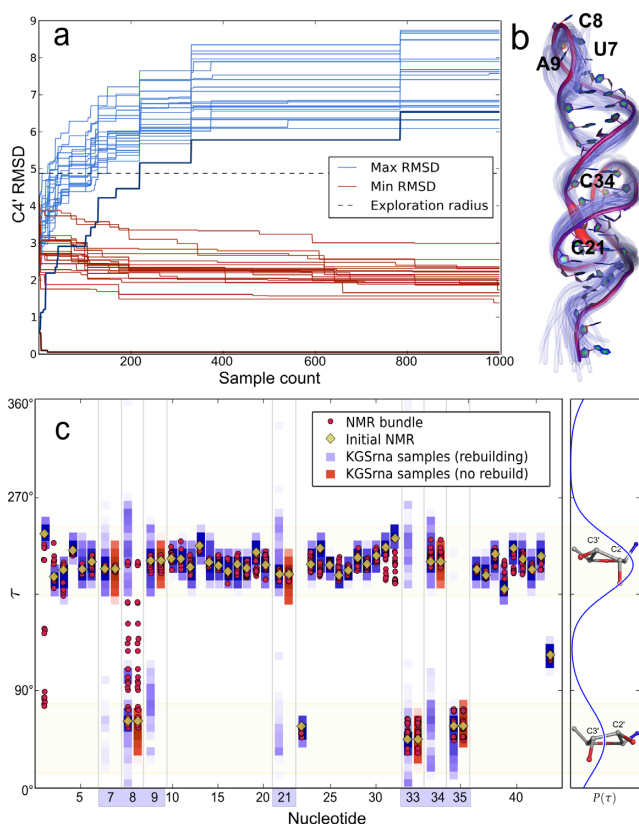 a
9
8
7
6
5
4
3
2
1
0
C4' RMSD
Max RMSD
Min RMSD
Exploration radius
200
400
600
800
1000
Sample count
b
C8
U7
A9
C34
C21
c
360°
270°
τ
90°
0°
NMR bundle
Initial NMR
KGSrna samples (rebuilding)
KGSrna samples (no rebuild)
5
7
8
9
10
15
20
21
25
30
33
34
35
40
Nucleotide
C3'
C2'
C3'
C2'
P(τ)